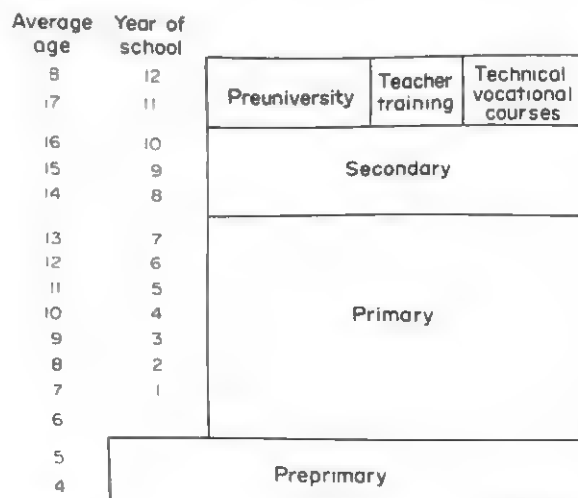 Average Year of
age school
8 12
17 11
Preuniversity Teacher training Technical vocational courses
16 10
15 9
14 8
Secondary
13 7
12 6
11 5
10 4
9 3
8 2
7 1
6
Primary
5
4
Preprimary